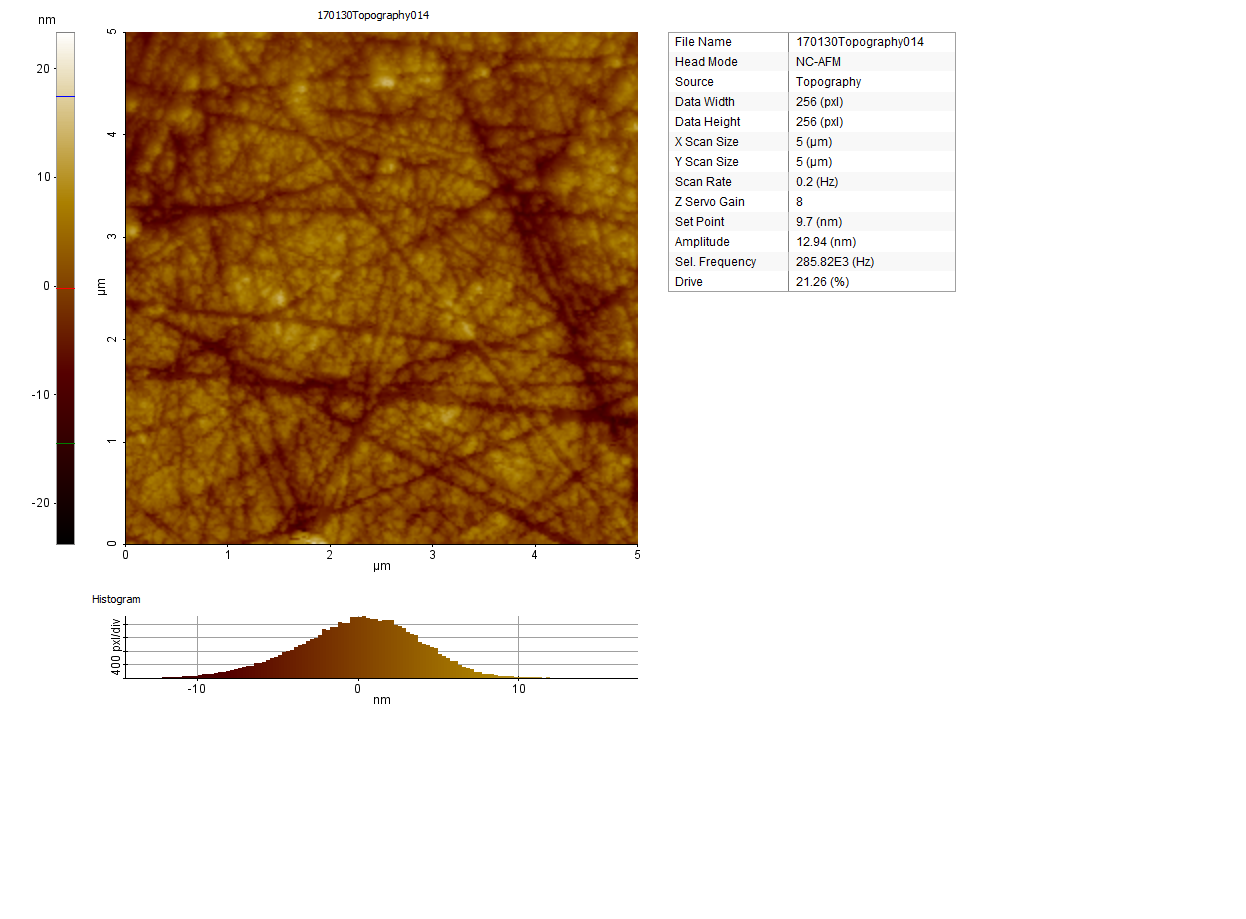 170130Topography014
nm
20
10
0
-10
-20
5
4
3
2
1
0
µm
0 1 2 3 4 5
µm
File Name 170130Topography014
Head Mode NC-AFM
Source Topography
Data Width 256 (pxl)
Data Height 256 (pxl)
X Scan Size 5 (µm)
Y Scan Size 5 (µm)
Scan Rate 0.2 (Hz)
Z Servo Gain 8
Set Point 9.7 (nm)
Amplitude 12.94 (nm)
Sel. Frequency 285.82E3 (Hz)
Drive 21.26 (%)
Histogram
400 pxl/div
-10 0 10
nm